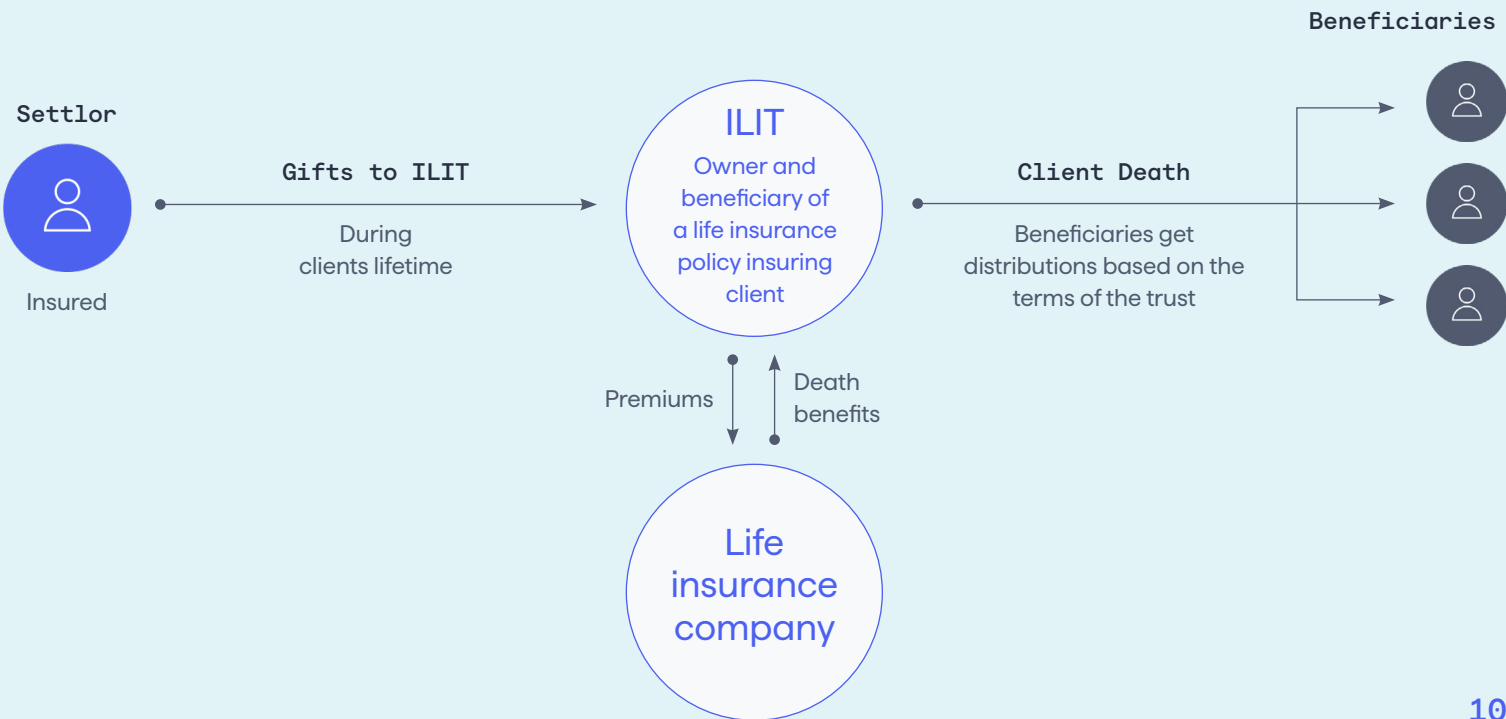 Beneficiaries
Settlor
Insured
Gifts to ILIT
During
clients lifetime
ILIT
Owner and
beneficiary of
a life insurance
policy insuring
client
Client Death
Beneficiaries get
distributions based on the
terms of the trust
Premiums
Death
benefits
Life
insurance
company
10